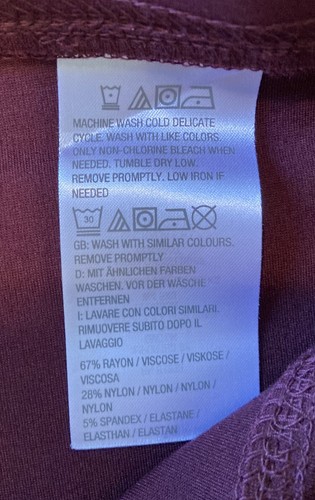 MACHINE WASH COLD DELICATE
CYCLE. WASH WITH LIKE COLORS.
ONLY NON-CHLORINE BLEACH WHEN
NEEDED. TUMBLE DRY LOW.
REMOVE PROMPTLY. LOW IRON IF
NEEDED
30
GB: WASH WITH SIMILAR COLOURS.
REMOVE PROMPTLY
D: MIT ÄHNLICHEN FARBEN
WASCHEN. VOR DER WÄSCHE
ENTFERNEN
I: LAVARE CON COLORI SIMILARI.
RIMUOVERE SUBITO DOPO IL
LAVAGGIO
67% RAYON / VISCOSE / VISKOSE /
VISCOSA
28% NYLON / NYLON / NYLON /
NYLON
5% SPANDEX / ELASTANE /
ELASTHAN / ELASTAN